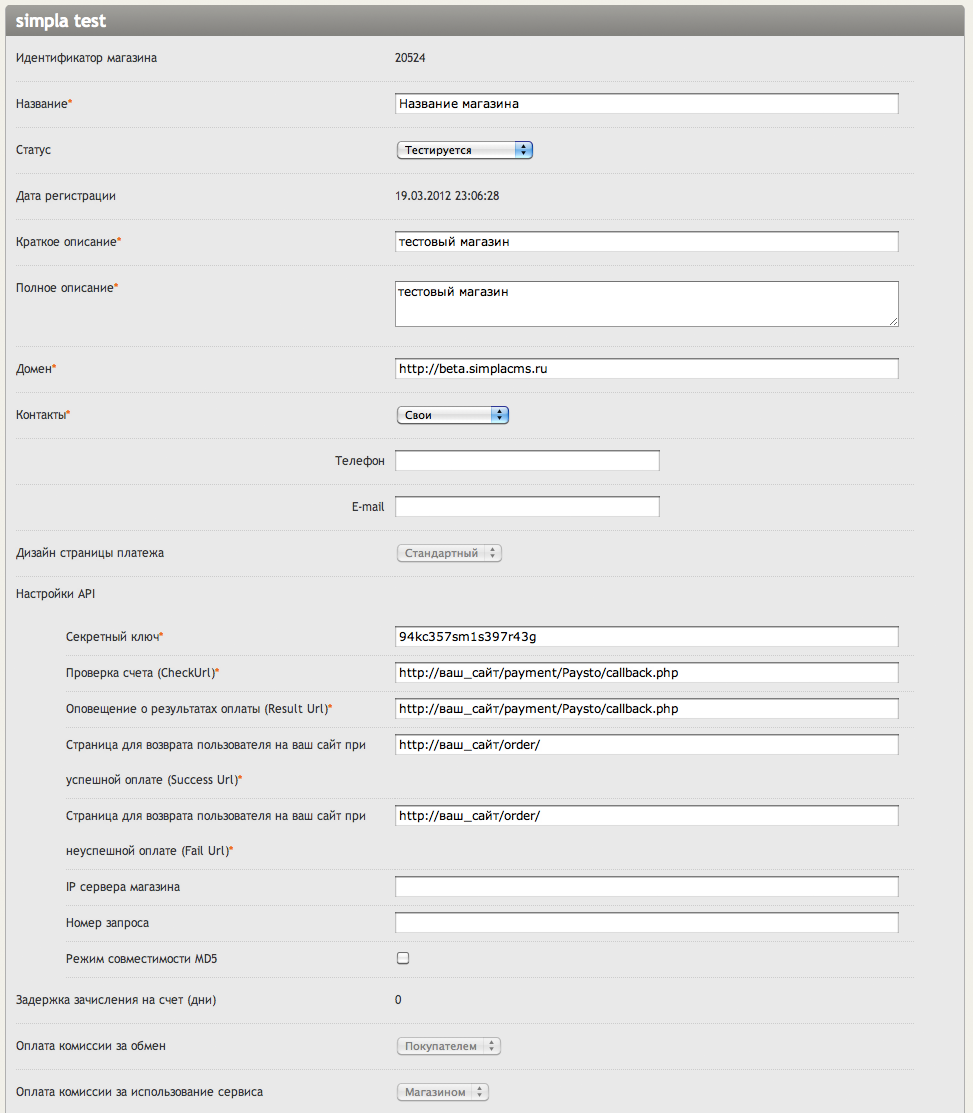 simpla test
Идентификатор магазина 20524
Название* Название магазина
Статус Тестируется
Дата регистрации 19.03.2012 23:06:28
Краткое описание* тестовый магазин
Полное описание* тестовый магазин
Домен* http://beta.simplacms.ru
Контакты* Свои
Телефон
E-mail
Дизайн страницы платежа Стандартный
Настройки API
Секретный ключ* 94kc357sm1s397r43g
Проверка счета (CheckUrl)* http://ваш_сайт/payment/Paysto/callback.php
Оповещение о результатах оплаты (Result Url)* http://ваш_сайт/payment/Paysto/callback.php
Страница для возврата пользователя на ваш сайт при http://ваш_сайт/order/
успешной оплате (Success Url)*
Страница для возврата пользователя на ваш сайт при http://ваш_сайт/order/
неуспешной оплате (Fail Url)*
IP сервера магазина
Номер запроса
Режим совместимости MD5
Задержка зачисления на счет (дни) 0
Оплата комиссии за обмен Покупателем
Оплата комиссии за использование сервиса Магазином